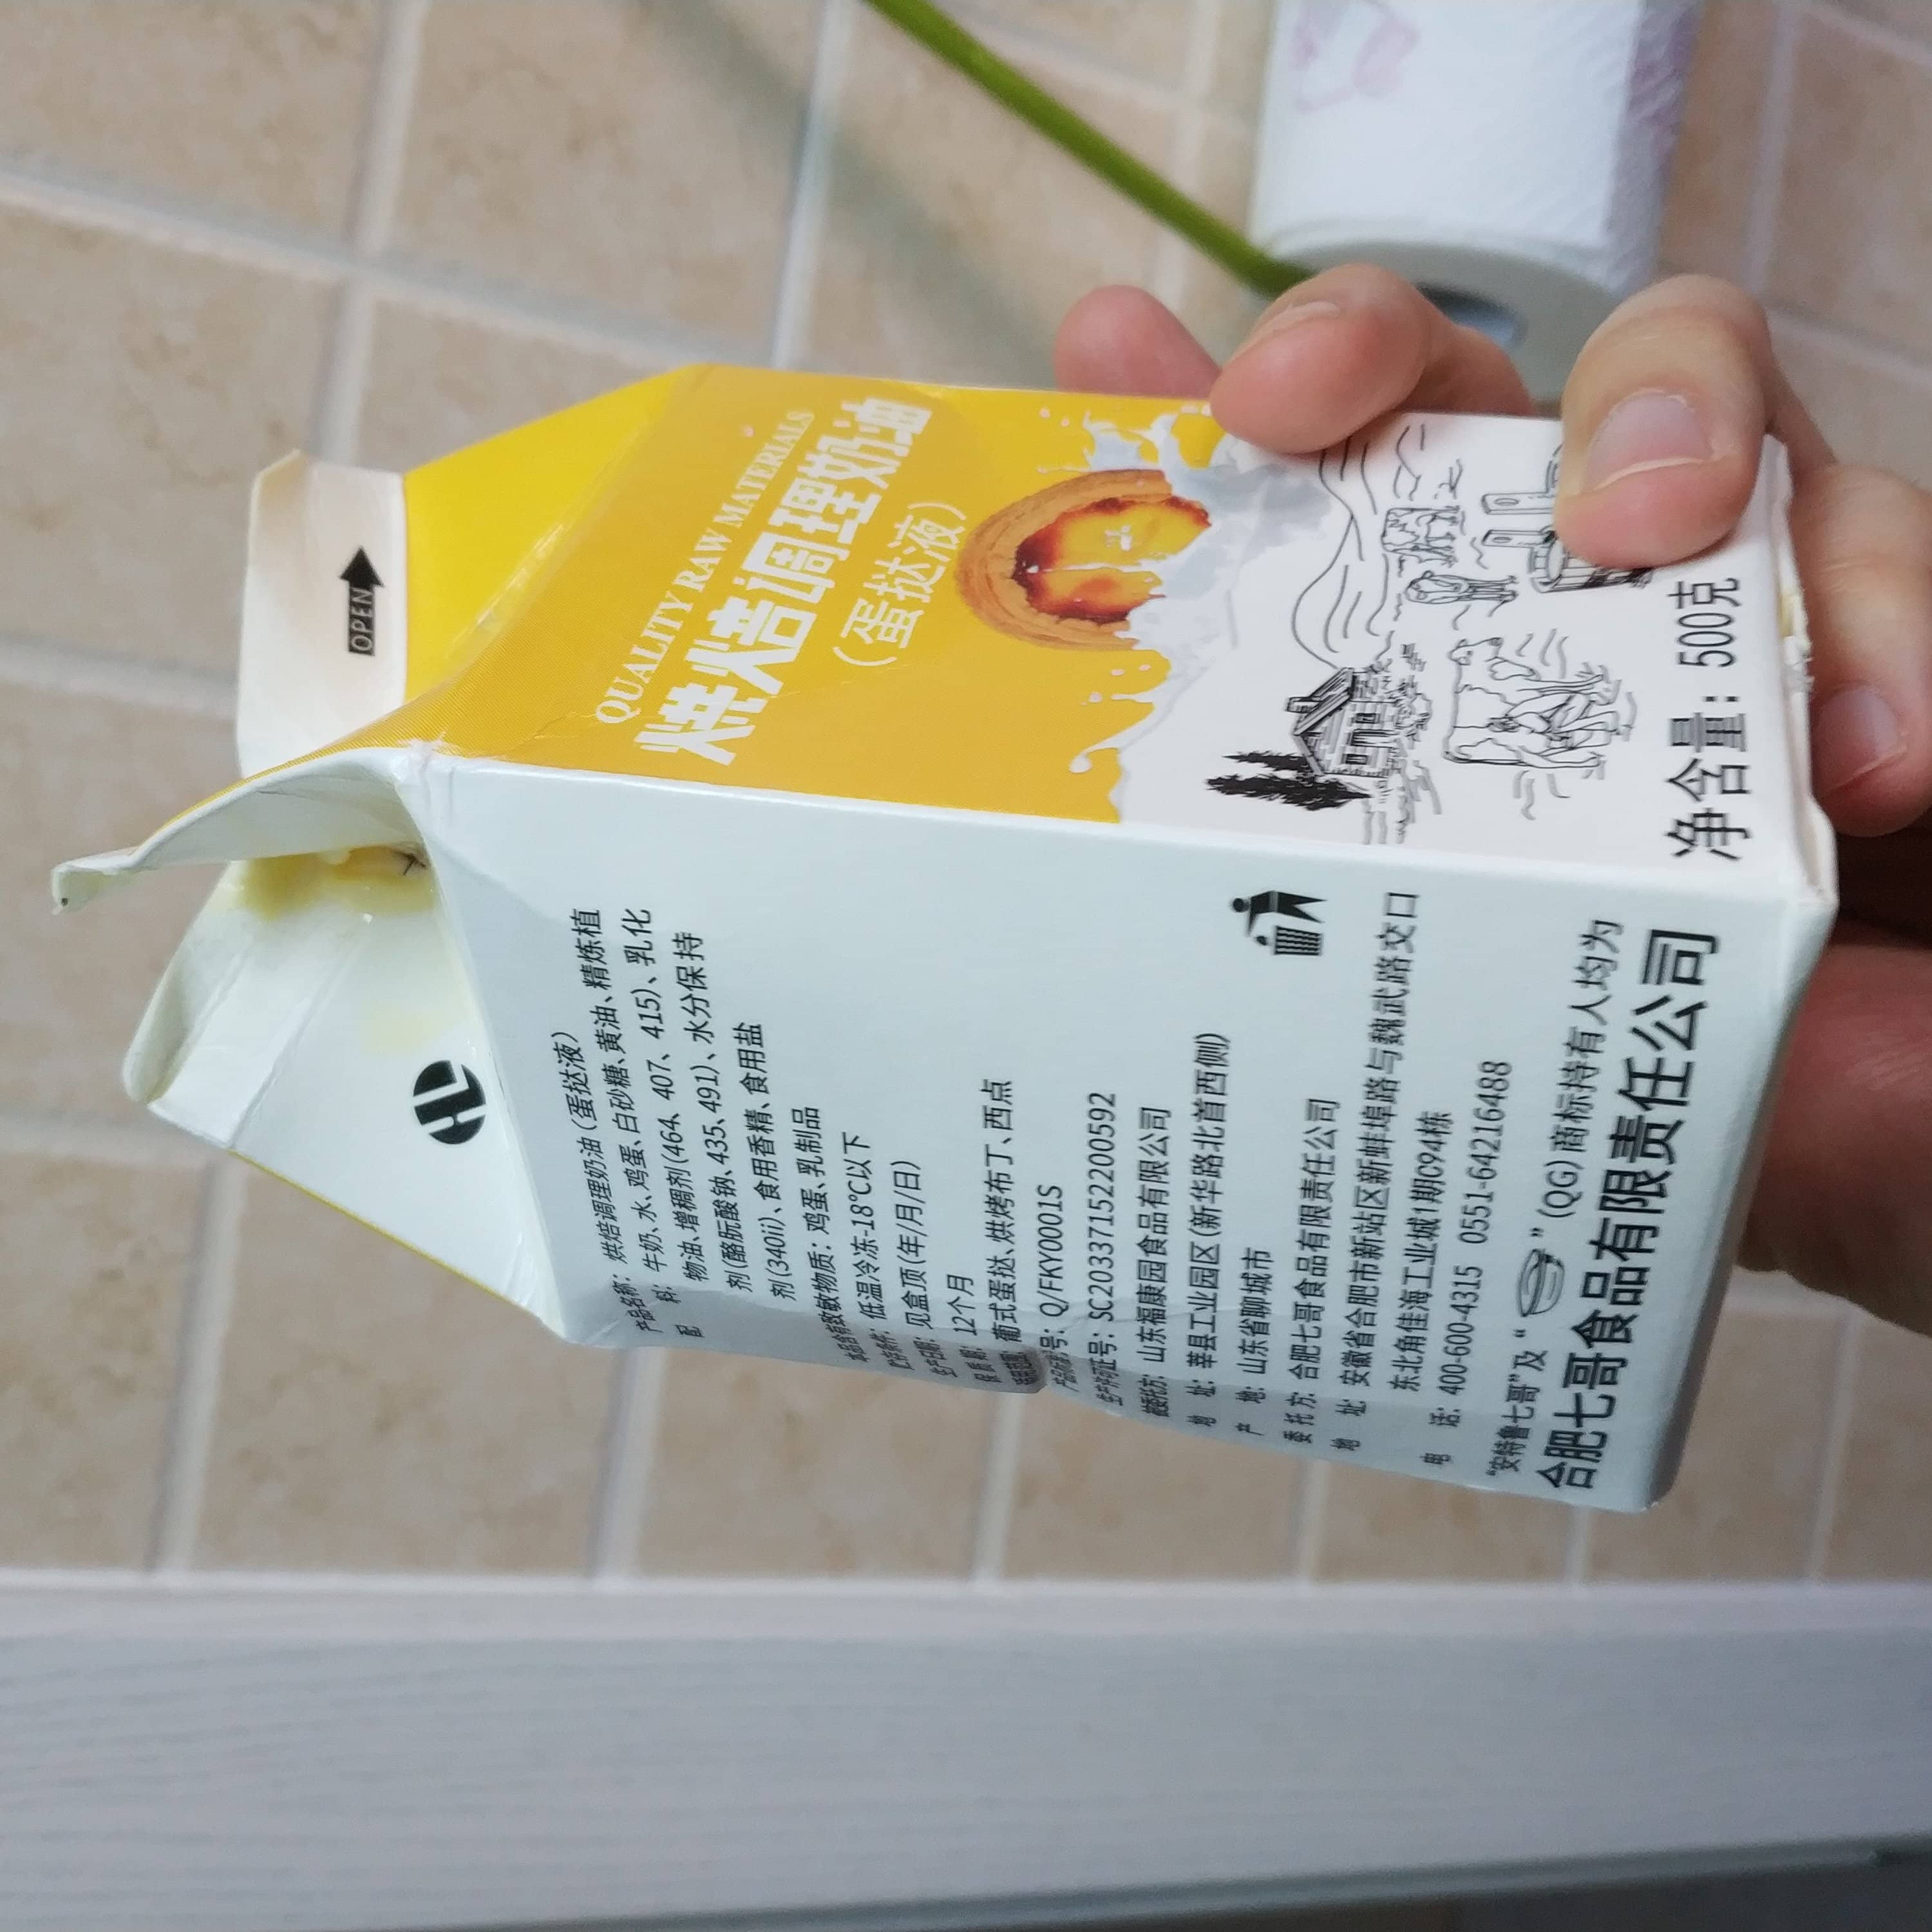 HL
产品名称：烘焙调理奶油（蛋挞液）
配 料：牛奶、水、鸡蛋、白砂糖、黄油、精炼植
物油、增稠剂（464、407、415）、乳化
剂（酪朊酸钠、435、491）、水分保持
剂（340ii）、食用香精、食用盐
本品含有致敏物质：鸡蛋、乳制品
贮存条件：低温冷冻-18℃以下
生产日期：见盒顶（年/月/日）
保质期：12个月
适用范围：葡式蛋挞、烘烤布丁、西点
产品标准号：Q/FKY0001S
生产许可证号：SC20337152200592
被委托方：山东福康园食品有限公司
地 址：莘县工业园区（新华路北首西侧）
产 地：山东省聊城市
委托方：合肥七哥食品有限责任公司
地 址：安徽省合肥市新站区新蚌埠路与魏武路交口
东北角佳海工业城1期C94栋
电 话：400-600-4315 0551-64216488
“安特鲁七哥”及“ ”(QG)商标持有人均为
合肥七哥食品有限责任公司
OPEN
QUALITY RAW MATERIALS
烘焙调理奶油
（蛋挞液）
净含量：500克